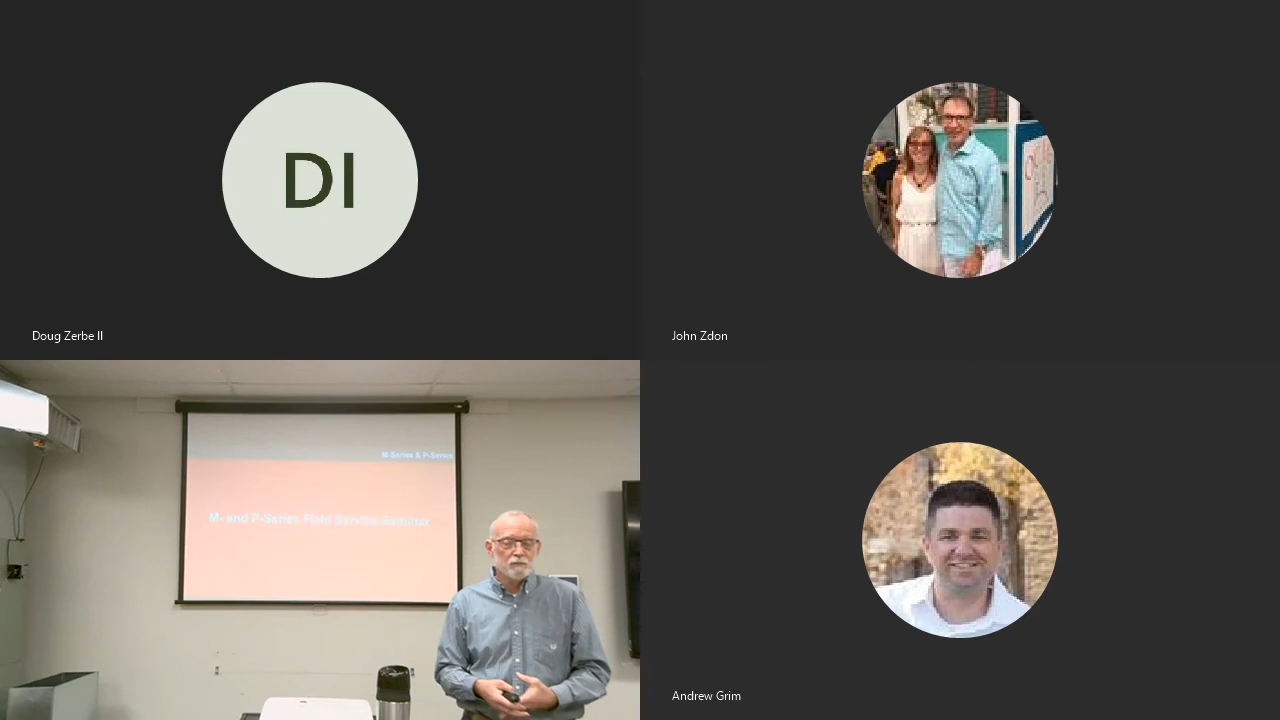 DI
Doug Zerbe II
John Zdon
M-Series & P-Series
M- and P-Series Field Service Seminar
Andrew Grim